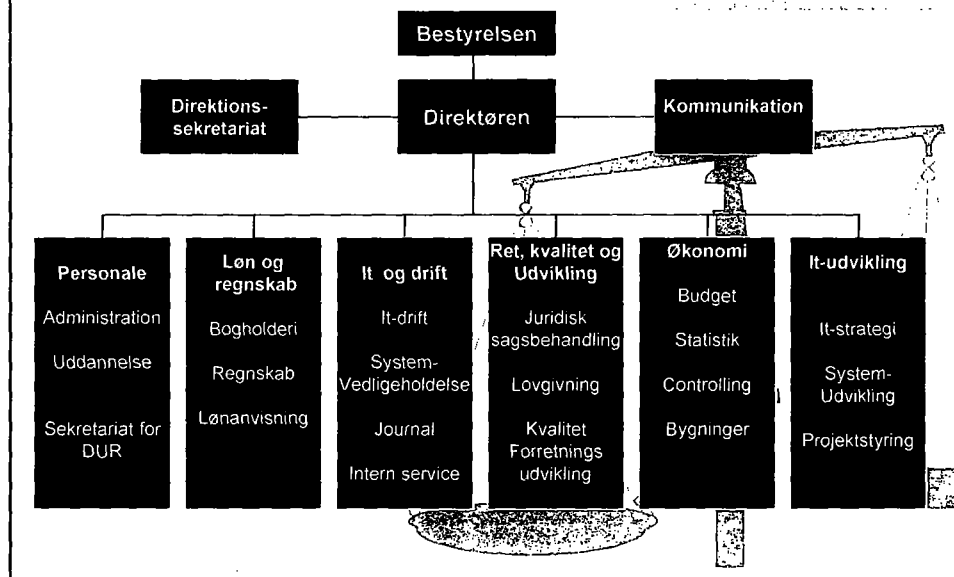 Bestyrelsen
Direktions-
sekretariat
Direktøren
Kommunikation
Personale
Administration
Uddannelse
Sekretariat for
DUR
Løn og
regnskab
Bogholderi
Regnskab
Lønanvisning
It og drift
It-drift
System-
Vedligeholdelse
Journal
Intern service
Ret, kvalitet og
Udvikling
Juridisk
sagsbehandling
Lovgivning
Kvalitet
Forretnings
udvikling
Økonomi
Budget
Statistik
Controlling
Bygninger
It-udvikling
It-strategi
System-
Udvikling
Projektstyring